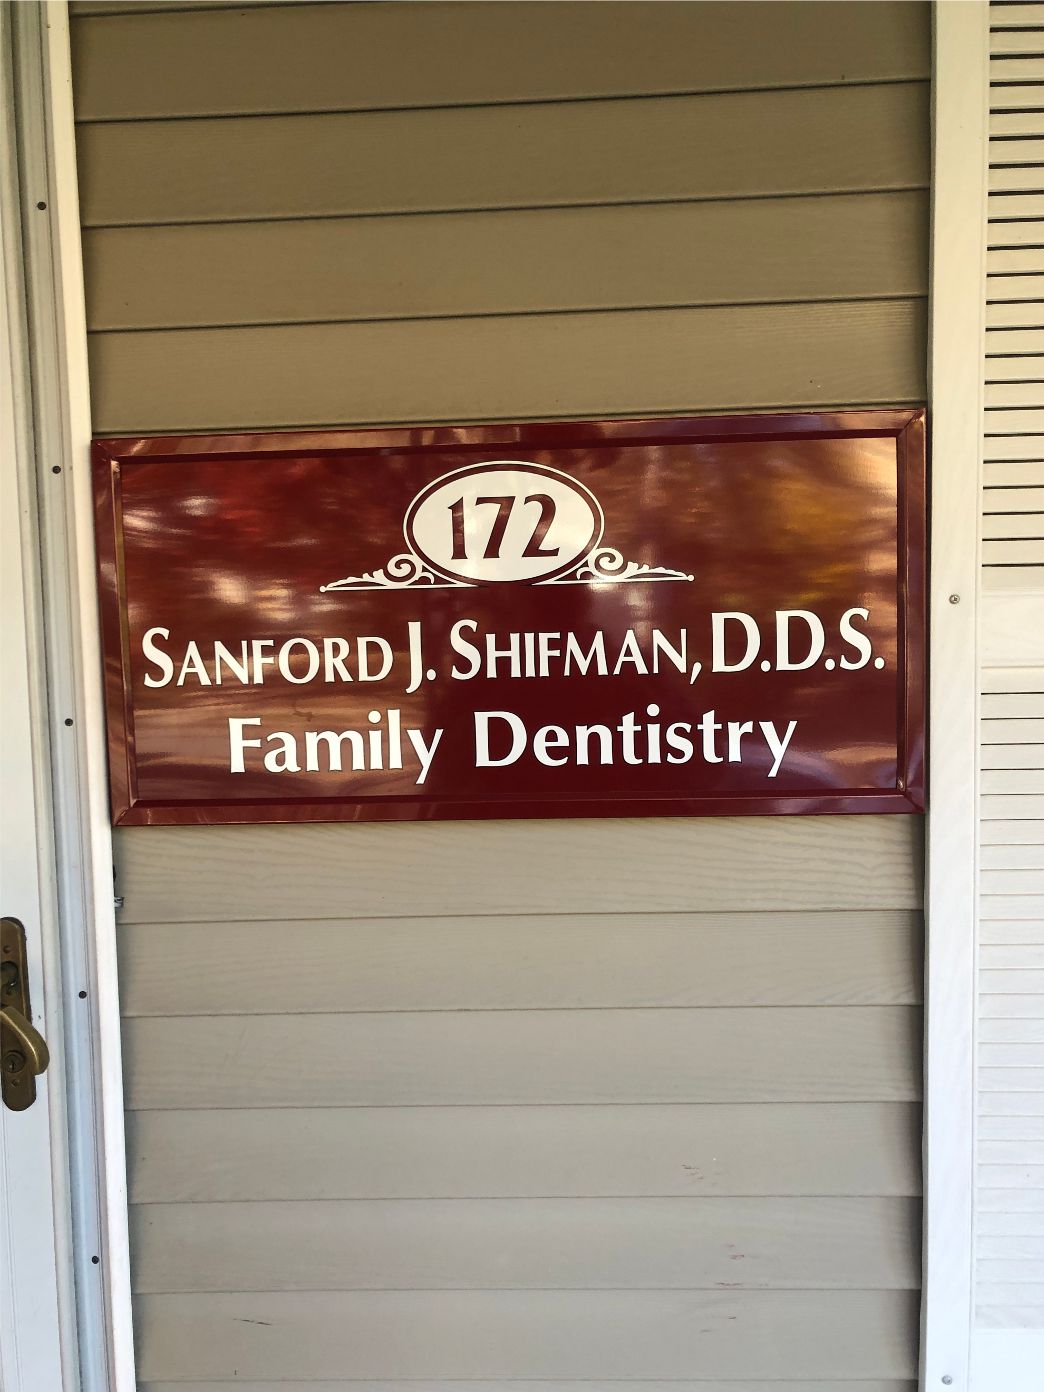 172
SANFORD J. SHIFMAN, D.D.S.
Family Dentistry